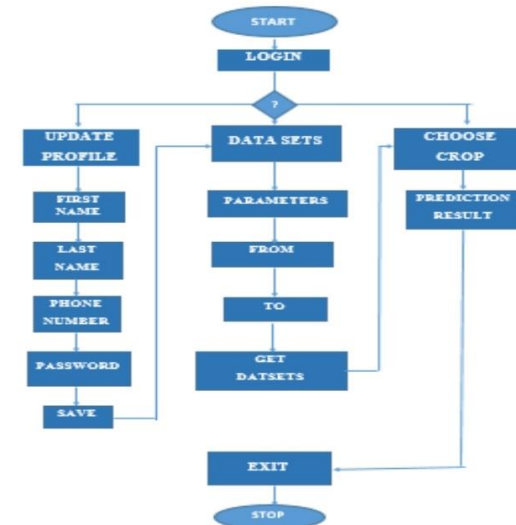 START
LOGIN
?
UPDATE
PROFILE
FIRST
NAME
LAST
NAME
PHONE
NUMBER
PASSWORD
SAVE
DATA SETS
PARAMETERS
FROM
TO
GET
DATSETS
CHOOSE
CROP
PREDICTION
RESULT
EXIT
STOP